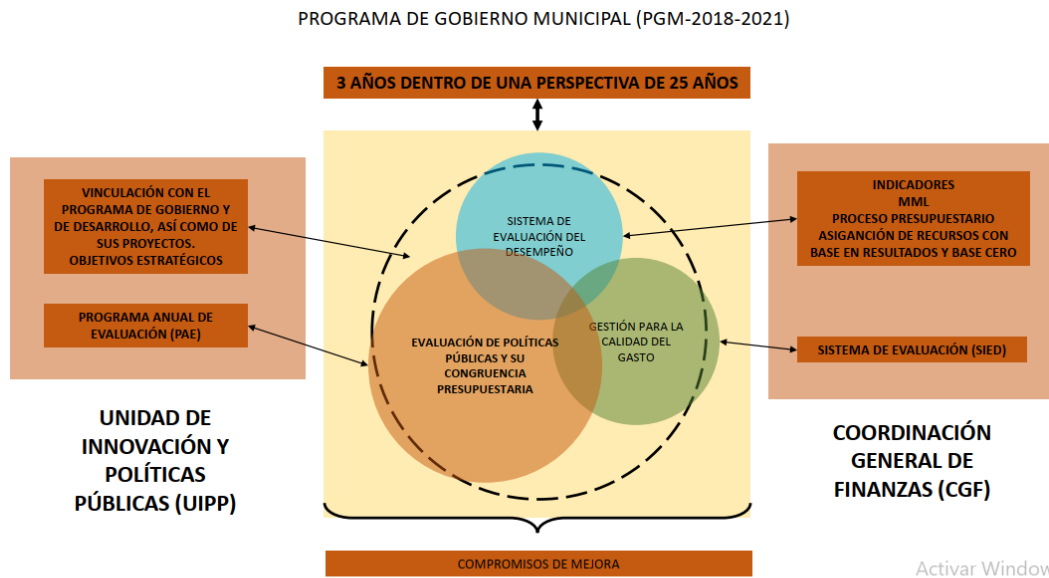 PROGRAMA DE GOBIERNO MUNICIPAL (PGM-2018-2021)
3 AÑOS DENTRO DE UNA PERSPECTIVA DE 25 AÑOS
VINCULACIÓN CON EL
PROGRAMA DE GOBIERNO Y
DE DESARROLLO, ASÍ COMO DE
SUS PROYECTOS.
OBJETIVOS ESTRATÉGICOS
PROGRAMA ANUAL DE
EVALUACIÓN (PAE)
UNIDAD DE
INNOVACIÓN Y
POLÍTICAS
PÚBLICAS (UIPP)
SISTEMA DE
EVALUACIÓN DEL
DESEMPEÑO
EVALUACIÓN DE POLÍTICAS
PÚBLICAS Y SU
CONGRUENCIA
PRESUPUESTARIA
GESTIÓN PARA LA
CALIDAD DEL
GASTO
INDICADORES
MML
PROCESO PRESUPUESTARIO
ASIGANCIÓN DE RECURSOS CON
BASE EN RESULTADOS Y BASE CERO
SISTEMA DE EVALUACIÓN (SIED)
COORDINACIÓN
GENERAL DE
FINANZAS (CGF)
COMPROMISOS DE MEJORA
Activar Window